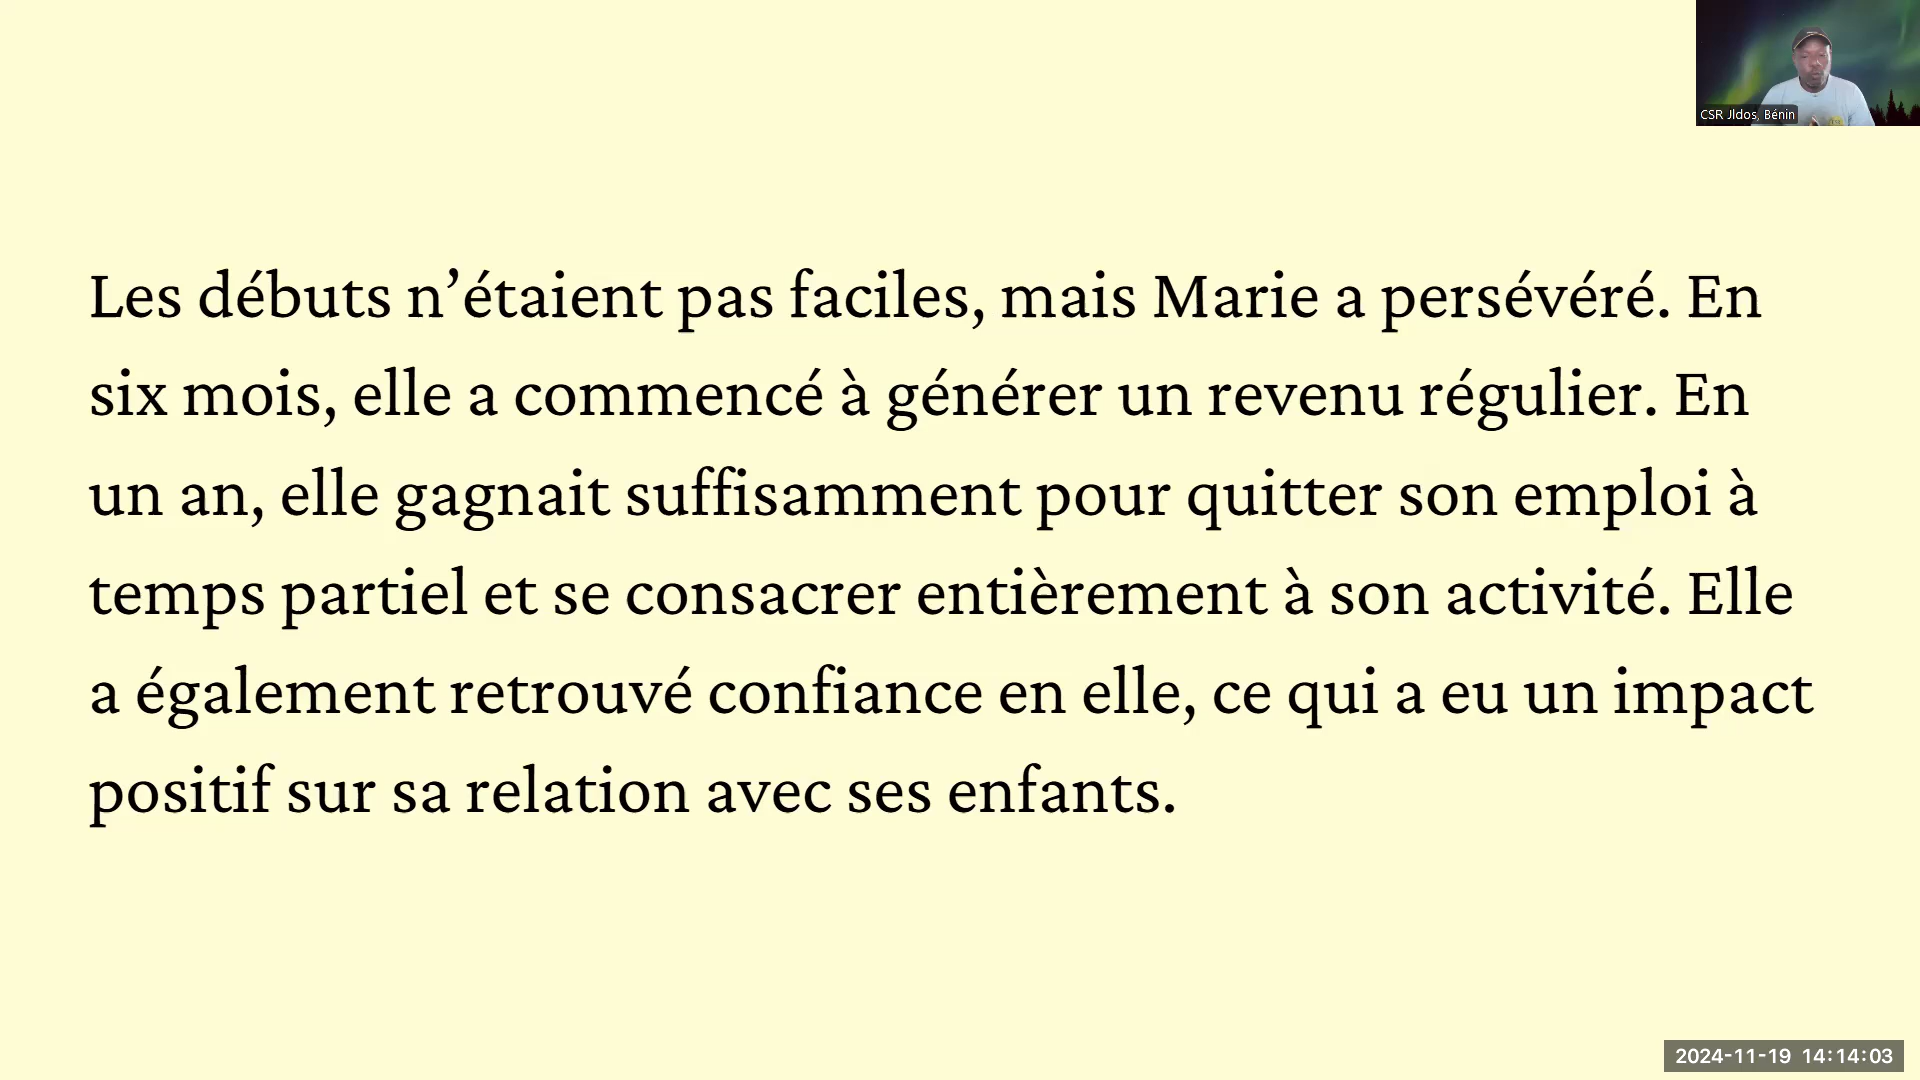 CSR Jldos, Bénin
Les débuts n’étaient pas faciles, mais Marie a persévéré. En
six mois, elle a commencé à générer un revenu régulier. En
un an, elle gagnait suffisamment pour quitter son emploi à
temps partiel et se consacrer entièrement à son activité. Elle
a également retrouvé confiance en elle, ce qui a eu un impact
positif sur sa relation avec ses enfants.
2024-11-19 14:14:03